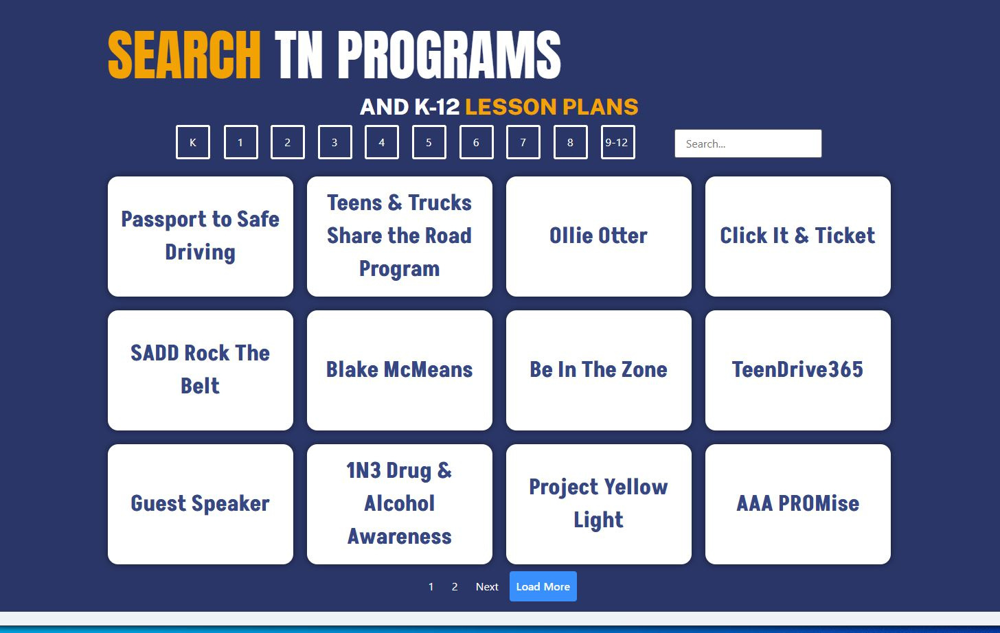 SEARCH TN PROGRAMS
AND K-12 LESSON PLANS
K 1 2 3 4 5 6 7 8 9-12 Search...
Passport to Safe
Driving
Teens & Trucks
Share the Road
Program
Ollie Otter
Click It & Ticket
SADD Rock The
Belt
Blake McMeans
Be In The Zone
TeenDrive365
Guest Speaker
1N3 Drug &
Alcohol
Awareness
Project Yellow
Light
AAA PROMise
1 2 Next Load More